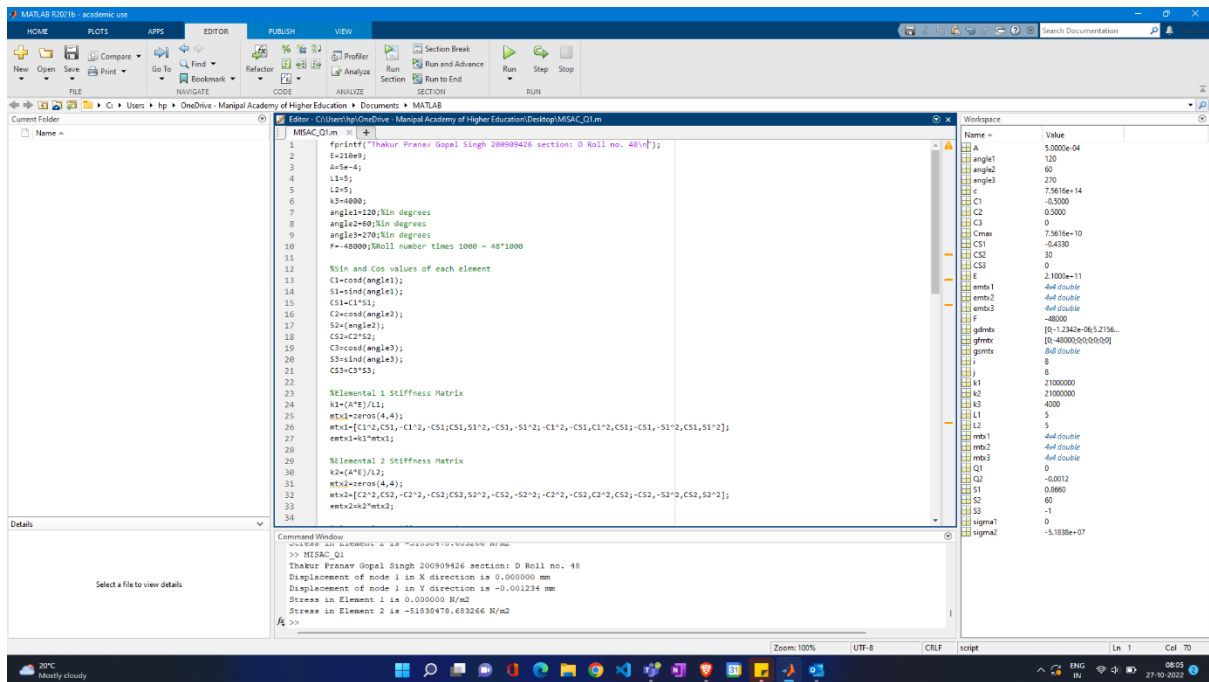 MATLAB R2021b - academic use
HOME PLOTS APPS EDITOR PUBLISH VIEW
Search Documentation
New Open Save Compare Print Go To Find Bookmark Refactor Profiler Analyze Run Section Section Break Run and Advance Run to End Run Step Stop
FILE NAVIGATE CODE ANALYZE SECTION RUN
C: Users hp OneDrive - Manipal Academy of Higher Education Documents MATLAB
Current Folder
Name
Editor - C:\Users\hp\OneDrive - Manipal Academy of Higher Education\Desktop\MISAC_Q1.m
MISAC_Q1.m
1 fprintf("Thakur Pranav Gopal Singh 200909426 section: D Roll no. 48\n");
2 E=210e9;
3 A=5e-4;
4 L1=5;
5 L2=5;
6 k3=4000;
7 angle1=120;%in degrees
8 angle2=60;%in degrees
9 angle3=270;%in degrees
10 F=-48000;%Roll number times 1000 = 48*1000
11
12 %Sin and Cos values of each element
13 C1=cosd(angle1);
14 S1=sind(angle1);
15 CS1=C1*S1;
16 C2=cosd(angle2);
17 S2=(angle2);
18 CS2=C2*S2;
19 C3=cosd(angle3);
20 S3=sind(angle3);
21 CS3=C3*S3;
22
23 %Elemental 1 Stiffness Matrix
24 k1=(A*E)/L1;
25 mtx1=zeros(4,4);
26 mtx1=[C1^2,CS1,-C1^2,-CS1;CS1,S1^2,-CS1,-S1^2;-C1^2,-CS1,C1^2,CS1;-CS1,-S1^2,CS1,S1^2];
27 emtx1=k1*mtx1;
28
29 %Elemental 2 Stiffness Matrix
30 k2=(A*E)/L2;
31 mtx2=zeros(4,4);
32 mtx2=[C2^2,CS2,-C2^2,-CS2;CS2,S2^2,-CS2,-S2^2;-C2^2,-CS2,C2^2,CS2;-CS2,-S2^2,CS2,S2^2];
33 emtx2=k2*mtx2;
34
Workspace
Name Value
A 5.0000e-04
angle1 120
angle2 60
angle3 270
c 7.5616e+14
C1 -0.5000
C2 0.5000
C3 0
Cmax 7.5616e+10
CS1 -0.4330
CS2 30
CS3 0
E 2.1000e+11
emtx1 4x4 double
emtx2 4x4 double
emtx3 4x4 double
F -48000
gdmtx [0;-1.2342e-06;5.2156...
gfmtx [0;-48000;0;0;0;0;0;0]
gsmtx 8x8 double
i 8
j 8
k1 21000000
k2 21000000
k3 4000
L1 5
L2 5
mtx1 4x4 double
mtx2 4x4 double
mtx3 4x4 double
Q1 0
Q2 -0.0012
S1 0.8660
S2 60
S3 -1
sigma1 0
sigma2 -5.1838e+07
Details
Select a file to view details
Command Window
Stress in Element 2 is -51838478.683266 N/m2
>> MISAC_Q1
Thakur Pranav Gopal Singh 200909426 section: D Roll no. 48
Displacement of node 1 in X direction is 0.000000 mm
Displacement of node 1 in Y direction is -0.001234 mm
Stress in Element 1 is 0.000000 N/m2
Stress in Element 2 is -51838478.683266 N/m2
fx >>
Zoom: 100% UTF-8 CRLF script Ln 1 Col 70
20°C
Mostly cloudy
ENG
IN
08:05
27-10-2022